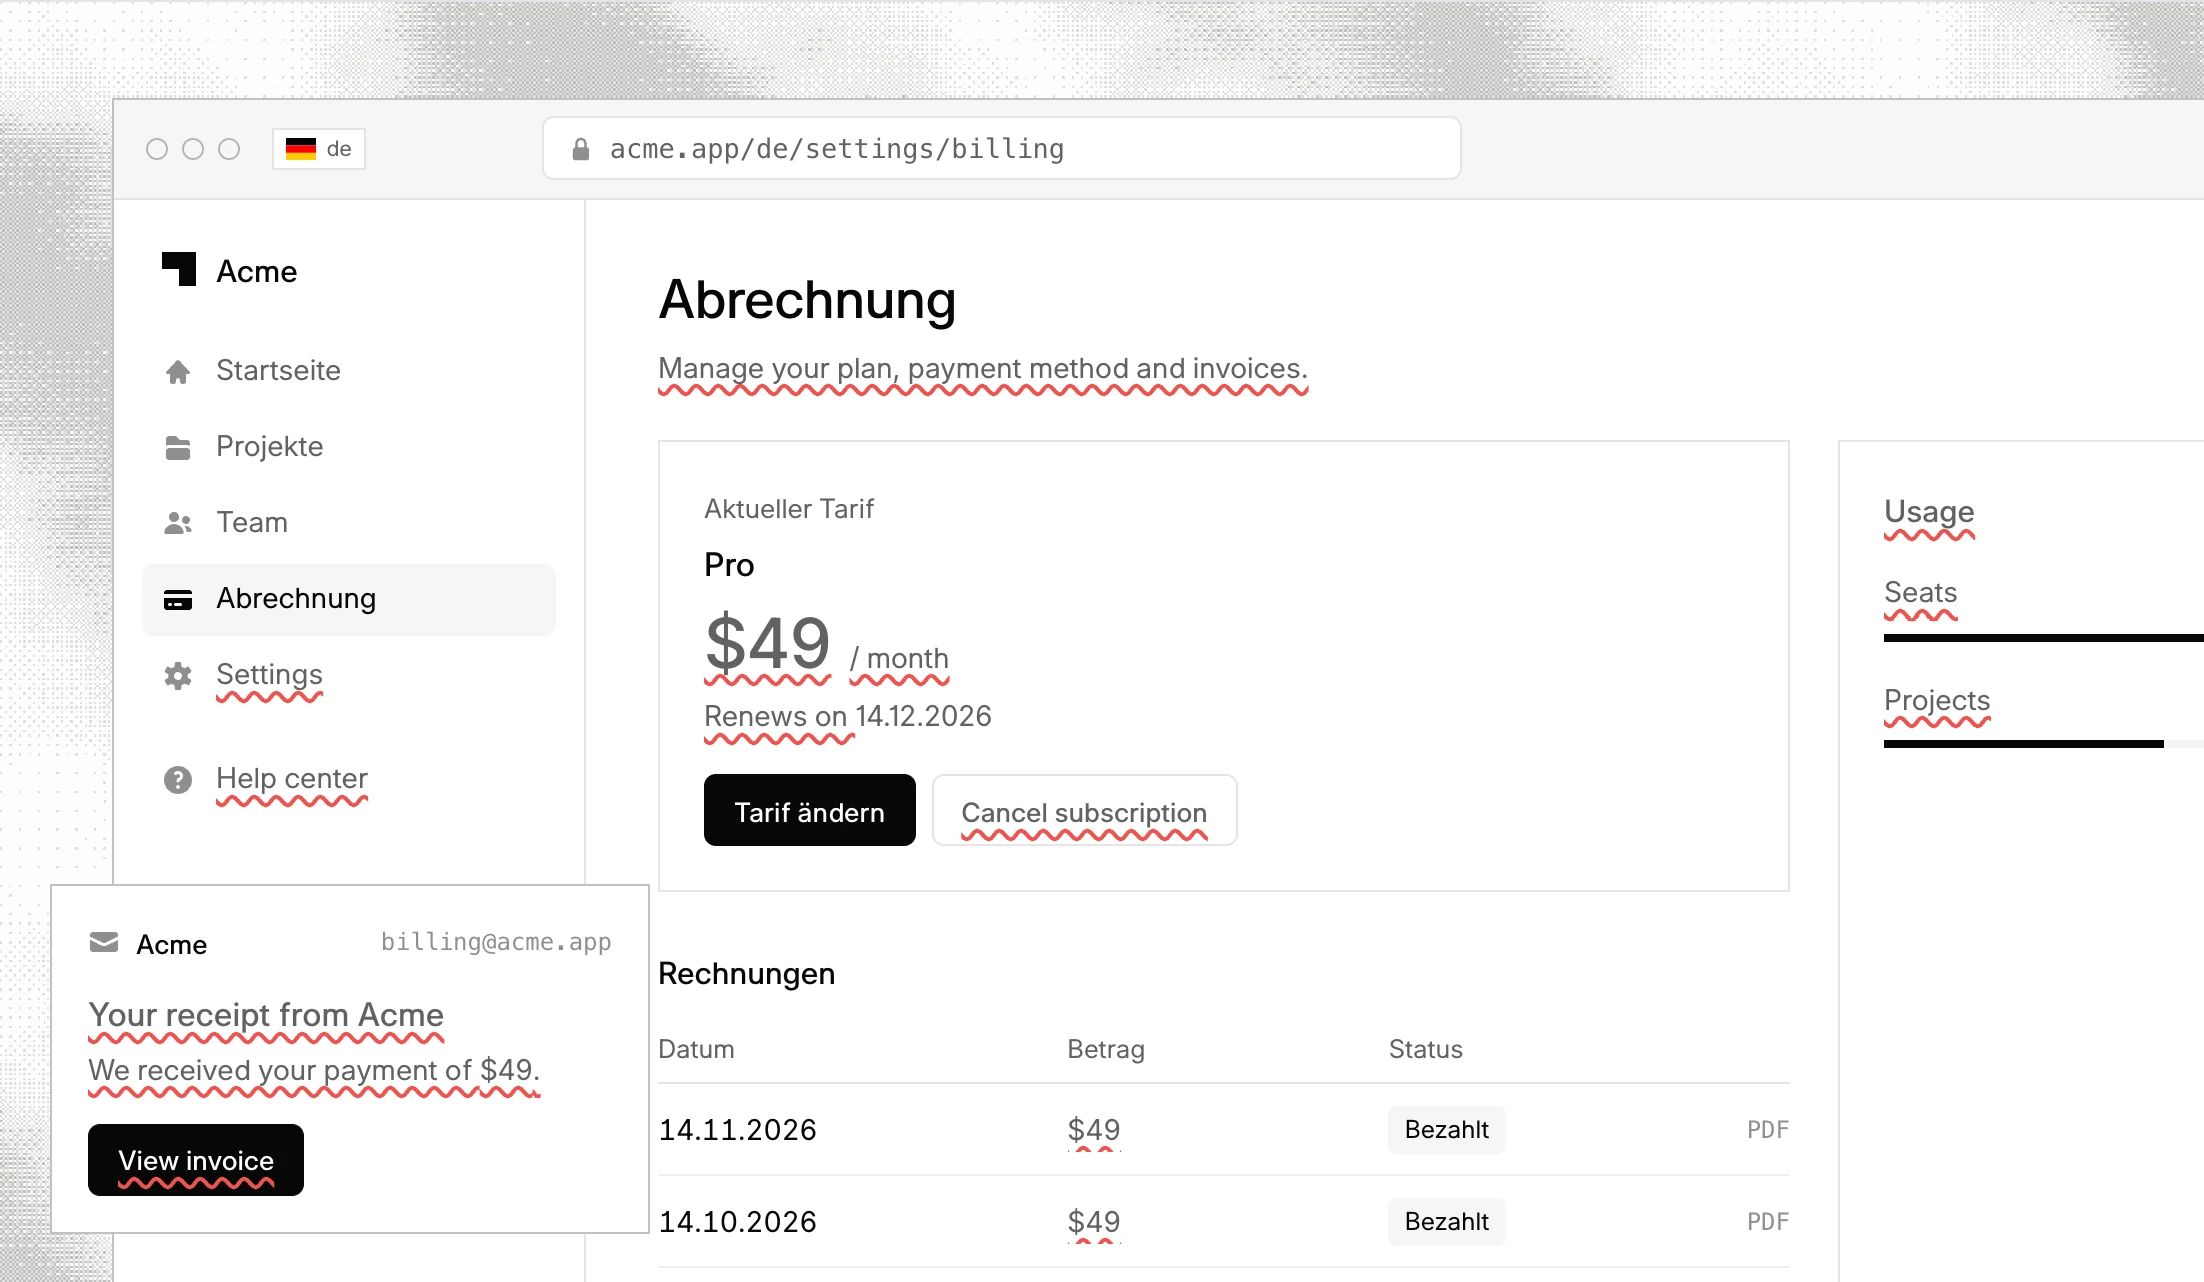 de
acme.app/de/settings/billing
Acme
Startseite
Projekte
Team
Abrechnung
Settings
Help center
Abrechnung
Manage your plan, payment method and invoices.
Aktueller Tarif
Pro
$49 / month
Renews on 14.12.2026
Tarif ändern
Cancel subscription
Usage
Seats
Projects
Rechnungen
Datum Betrag Status
14.11.2026 $49 Bezahlt PDF
14.10.2026 $49 Bezahlt PDF
Acme billing@acme.app
Your receipt from Acme
We received your payment of $49.
View invoice